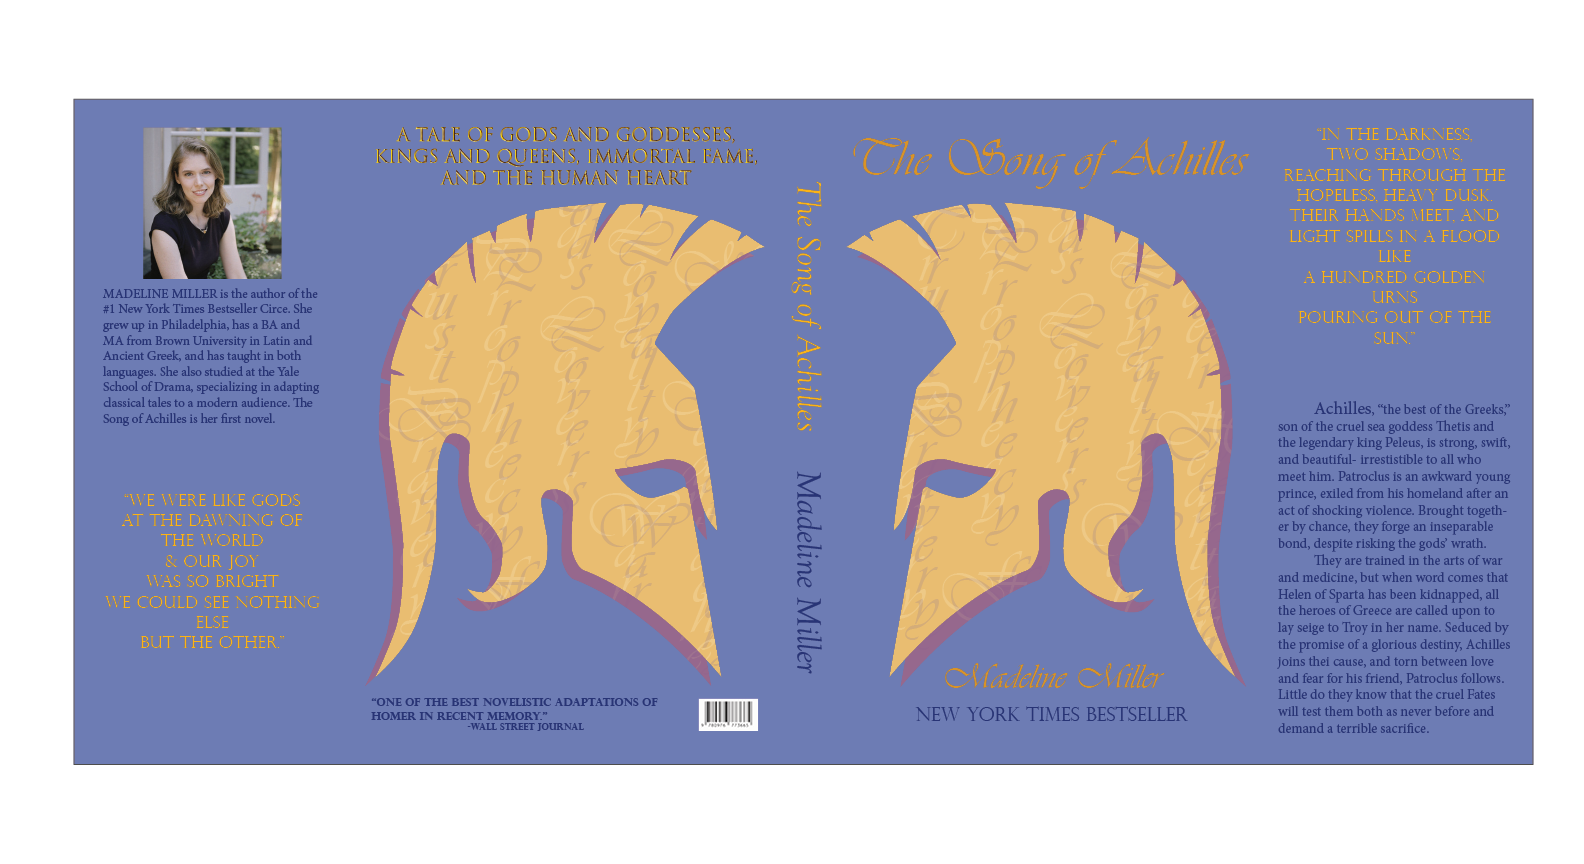 MADELINE MILLER is the author of the
#1 New York Times Bestseller Circe. She
grew up in Philadelphia, has a BA and
MA from Brown University in Latin and
Ancient Greek, and has taught in both
languages. She also studied at the Yale
School of Drama, specializing in adapting
classical tales to a modern audience. The
Song of Achilles is her first novel.
“WE WERE LIKE GODS
AT THE DAWNING OF
THE WORLD
& OUR JOY
WAS SO BRIGHT
WE COULD SEE NOTHING
ELSE
BUT THE OTHER.”
A TALE OF GODS AND GODDESSES,
KINGS AND QUEENS, IMMORTAL FAME,
AND THE HUMAN HEART
“ONE OF THE BEST NOVELISTIC ADAPTATIONS OF
HOMER IN RECENT MEMORY.”
-WALL STREET JOURNAL
The Song of Achilles
Madeline Miller
The Song of Achilles
Madeline Miller
NEW YORK TIMES BESTSELLER
“IN THE DARKNESS,
TWO SHADOWS,
REACHING THROUGH THE
HOPELESS, HEAVY DUSK.
THEIR HANDS MEET, AND
LIGHT SPILLS IN A FLOOD
LIKE
A HUNDRED GOLDEN
URNS
POURING OUT OF THE
SUN.”
Achilles, “the best of the Greeks,”
son of the cruel sea goddess Thetis and
the legendary king Peleus, is strong, swift,
and beautiful- irrestistible to all who
meet him. Patroclus is an awkward young
prince, exiled from his homeland after an
act of shocking violence. Brought togeth-
er by chance, they forge an inseparable
bond, despite risking the gods’ wrath.
They are trained in the arts of war
and medicine, but when word comes that
Helen of Sparta has been kidnapped, all
the heroes of Greece are called upon to
lay seige to Troy in her name. Seduced by
the promise of a glorious destiny, Achilles
joins thei cause, and torn between love
and fear for his friend, Patroclus follows.
Little do they know that the cruel Fates
will test them both as never before and
demand a terrible sacrifice.